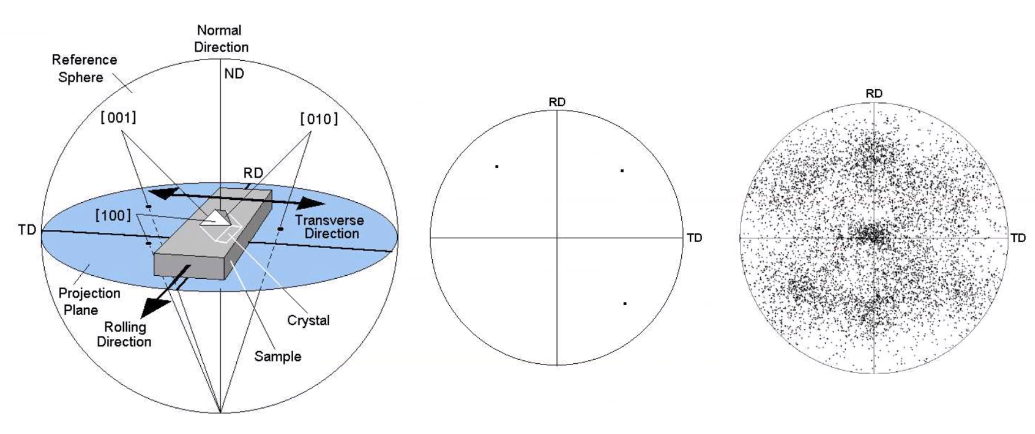 Normal
Direction
Reference
Sphere
ND
[001]
[010]
RD
[100]
TD
Transverse
Direction
Projection
Plane
Rolling
Direction
Crystal
Sample
RD
TD
RD
TD